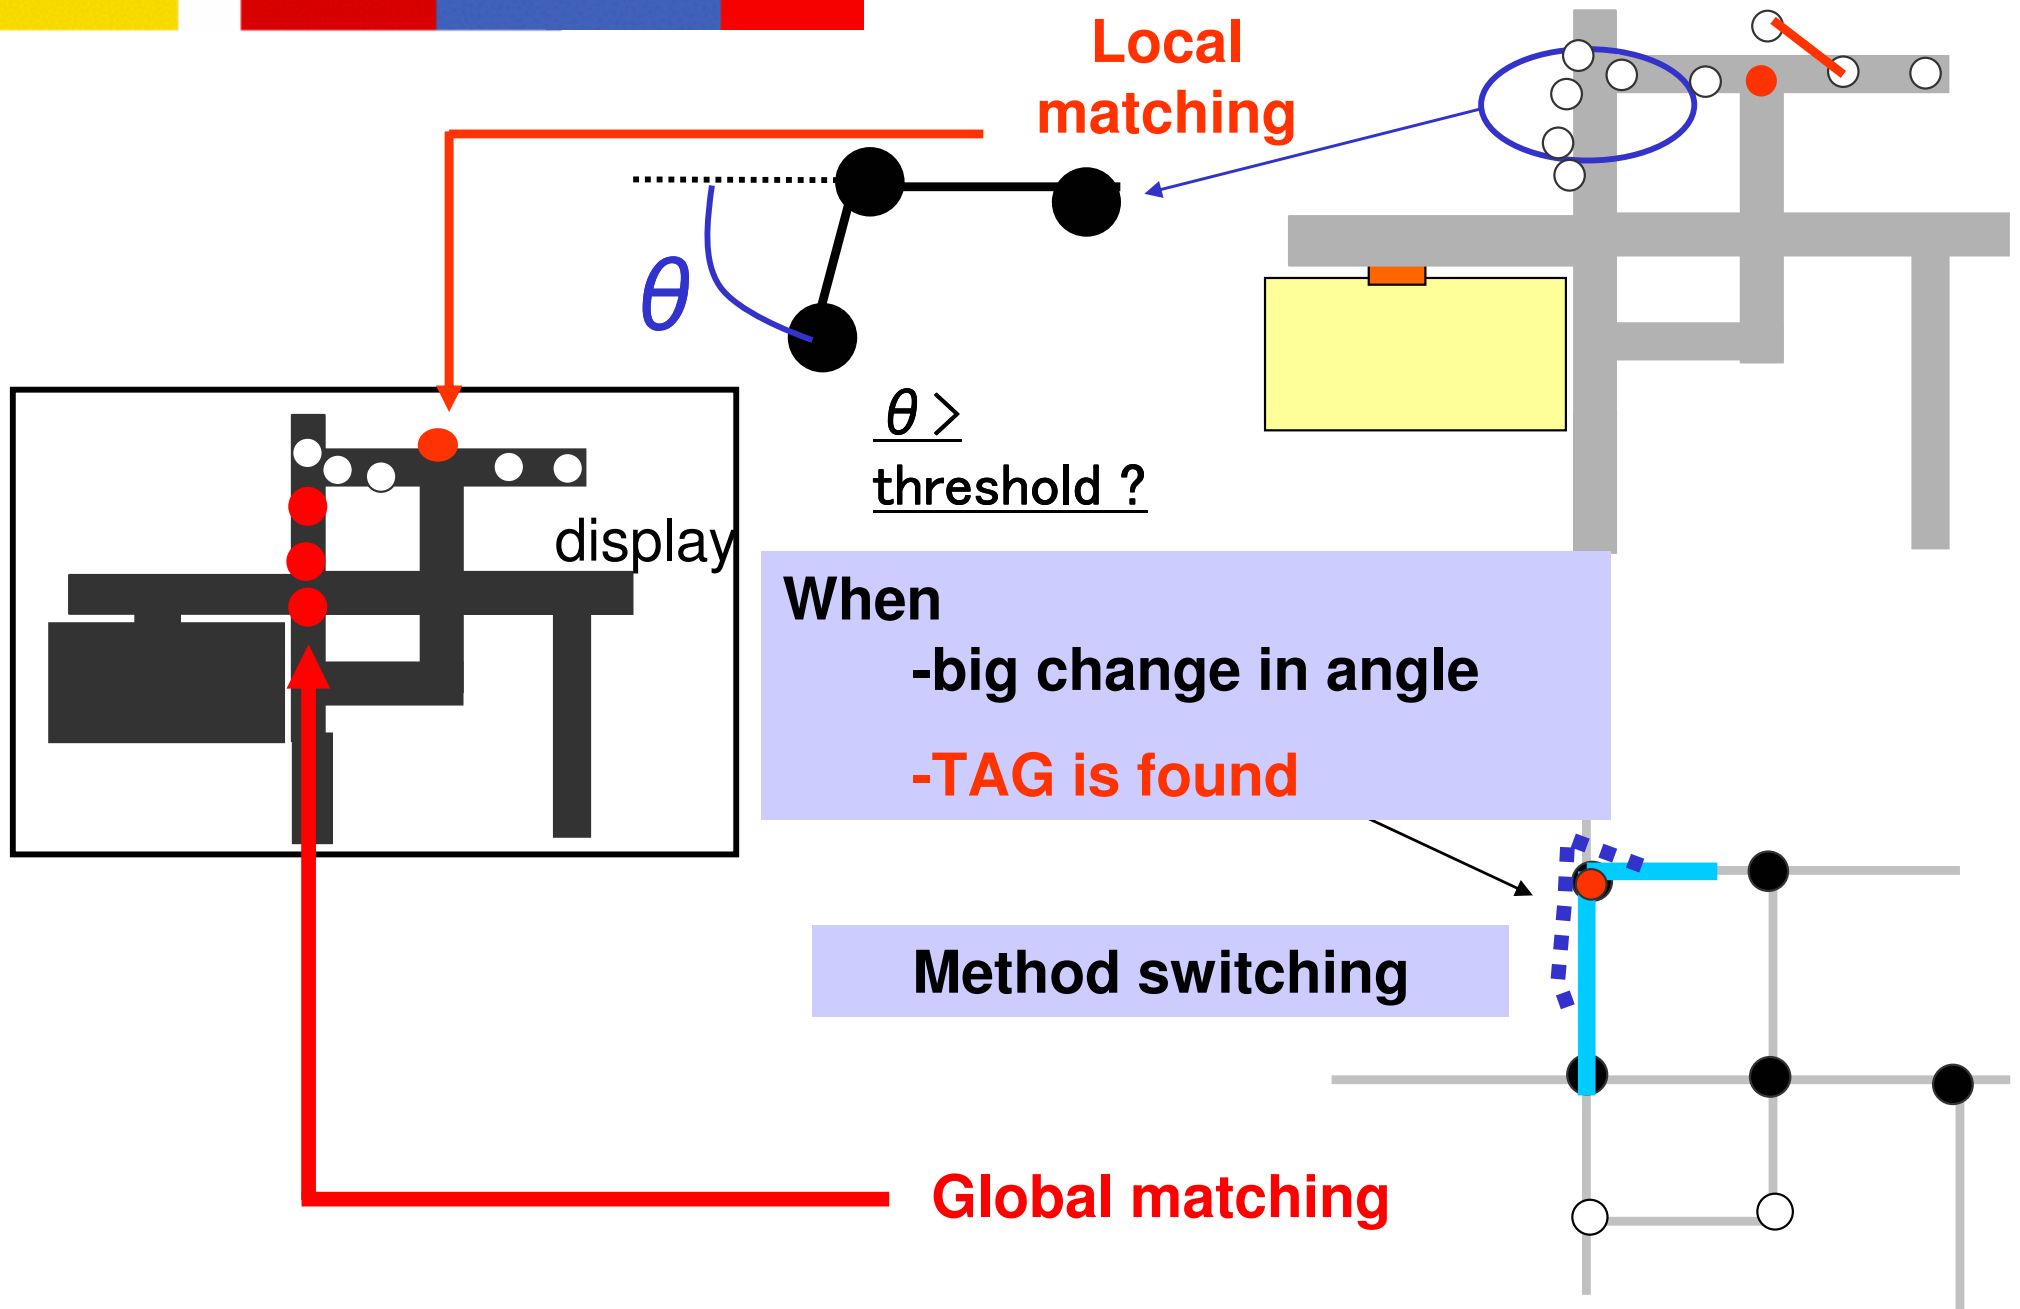 Local
matching
θ
θ >
threshold ?
display
When
-big change in angle
-TAG is found
Method switching
Global matching